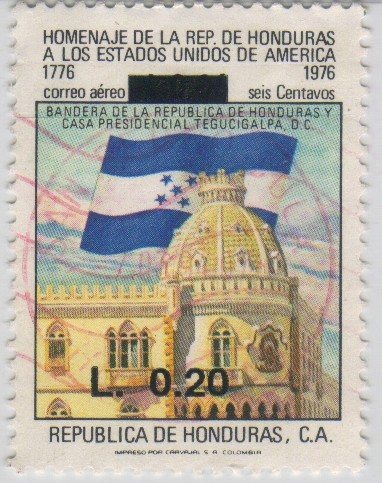 HOMENAJE DE LA REP. DE HONDURAS
A LOS ESTADOS UNIDOS DE AMERICA
1776 1976
correo aéreo seis Centavos
BANDERA DE LA REPUBLICA DE HONDURAS Y
CASA PRESIDENCIAL TEGUCIGALPA, D.C.
L. 0.20
REPUBLICA DE HONDURAS, C.A.
IMPRESO POR CARVAJAL S. A. COLOMBIA